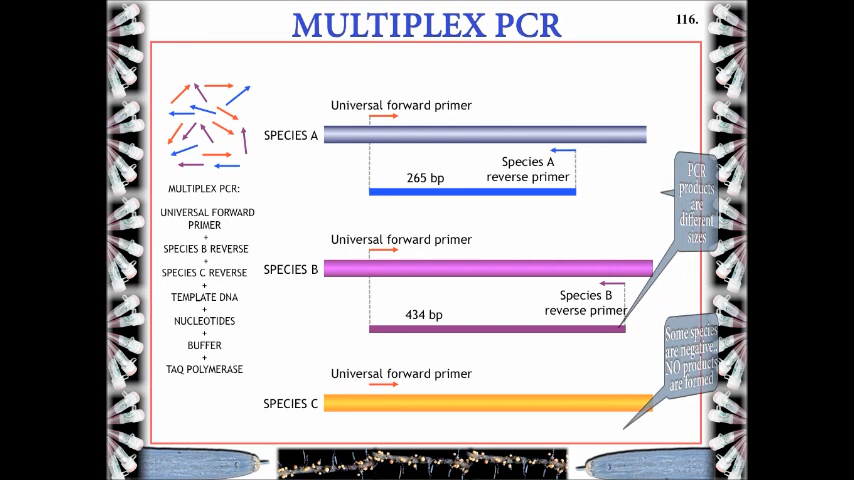 MULTIPLEX PCR
116.
Universal forward primer
SPECIES A
Species A
reverse primer
265 bp
MULTIPLEX PCR:
UNIVERSAL FORWARD
PRIMER
+
SPECIES B REVERSE
+
SPECIES C REVERSE
+
TEMPLATE DNA
+
NUCLEOTIDES
+
BUFFER
+
TAQ POLYMERASE
Universal forward primer
SPECIES B
Species B
reverse primer
434 bp
Universal forward primer
SPECIES C
PCR
products
are
different
sizes
Some species
are negative.
NO products
are formed